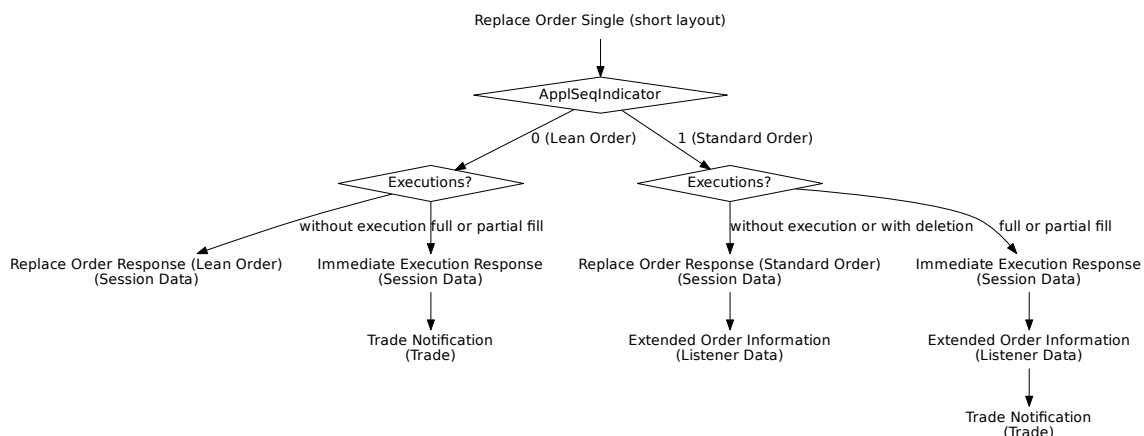 Replace Order Single (short layout)
ApplSeqIndicator
0 (Lean Order)
1 (Standard Order)
Executions?
Executions?
without execution
full or partial fill
without execution or with deletion
full or partial fill
Replace Order Response (Lean Order)
(Session Data)
Immediate Execution Response
(Session Data)
Replace Order Response (Standard Order)
(Session Data)
Immediate Execution Response
(Session Data)
Trade Notification
(Trade)
Extended Order Information
(Listener Data)
Extended Order Information
(Listener Data)
Trade Notification
(Trade)